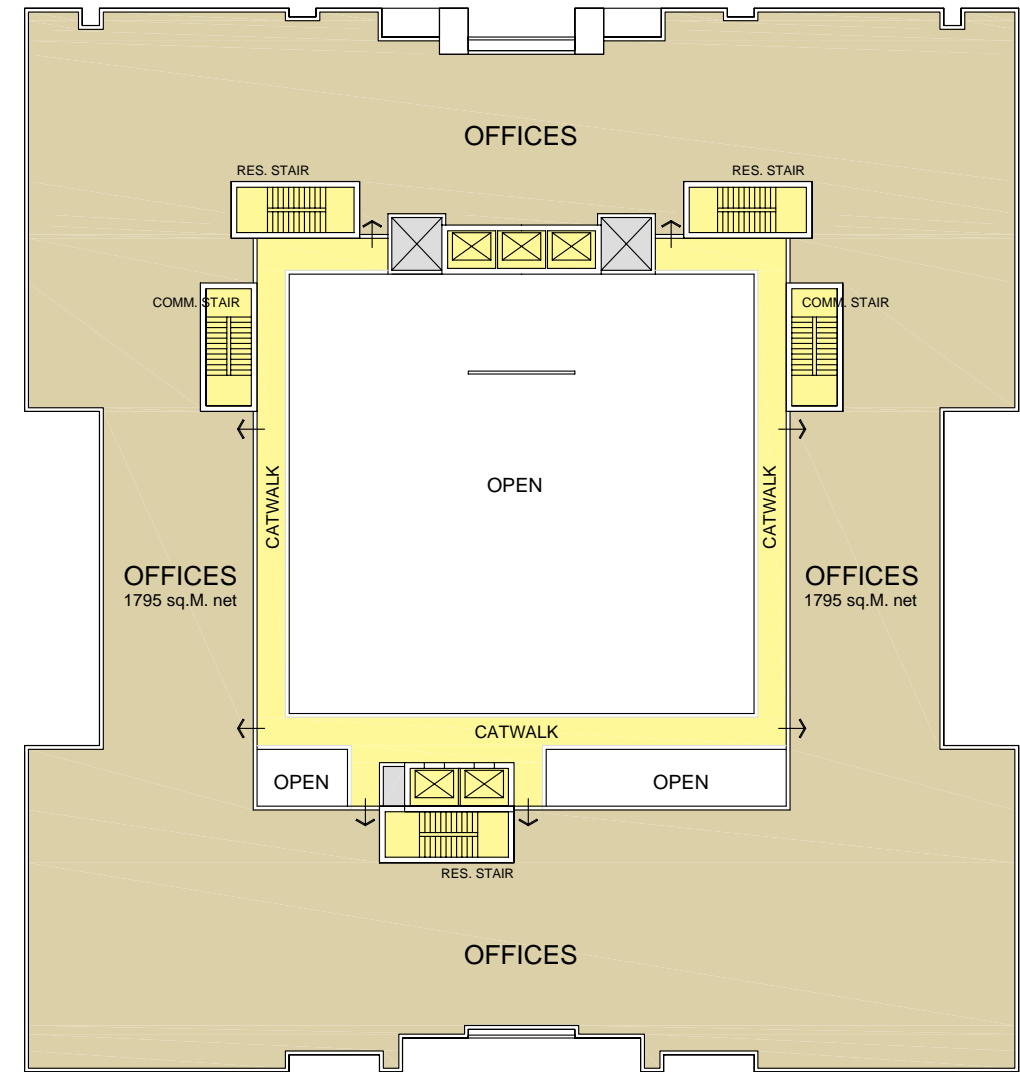 OFFICES
RES. STAIR
RES. STAIR
COMM. STAIR
COMM. STAIR
CATWALK
OPEN
CATWALK
OFFICES
1795 sq.M. net
OFFICES
1795 sq.M. net
CATWALK
OPEN
OPEN
RES. STAIR
OFFICES